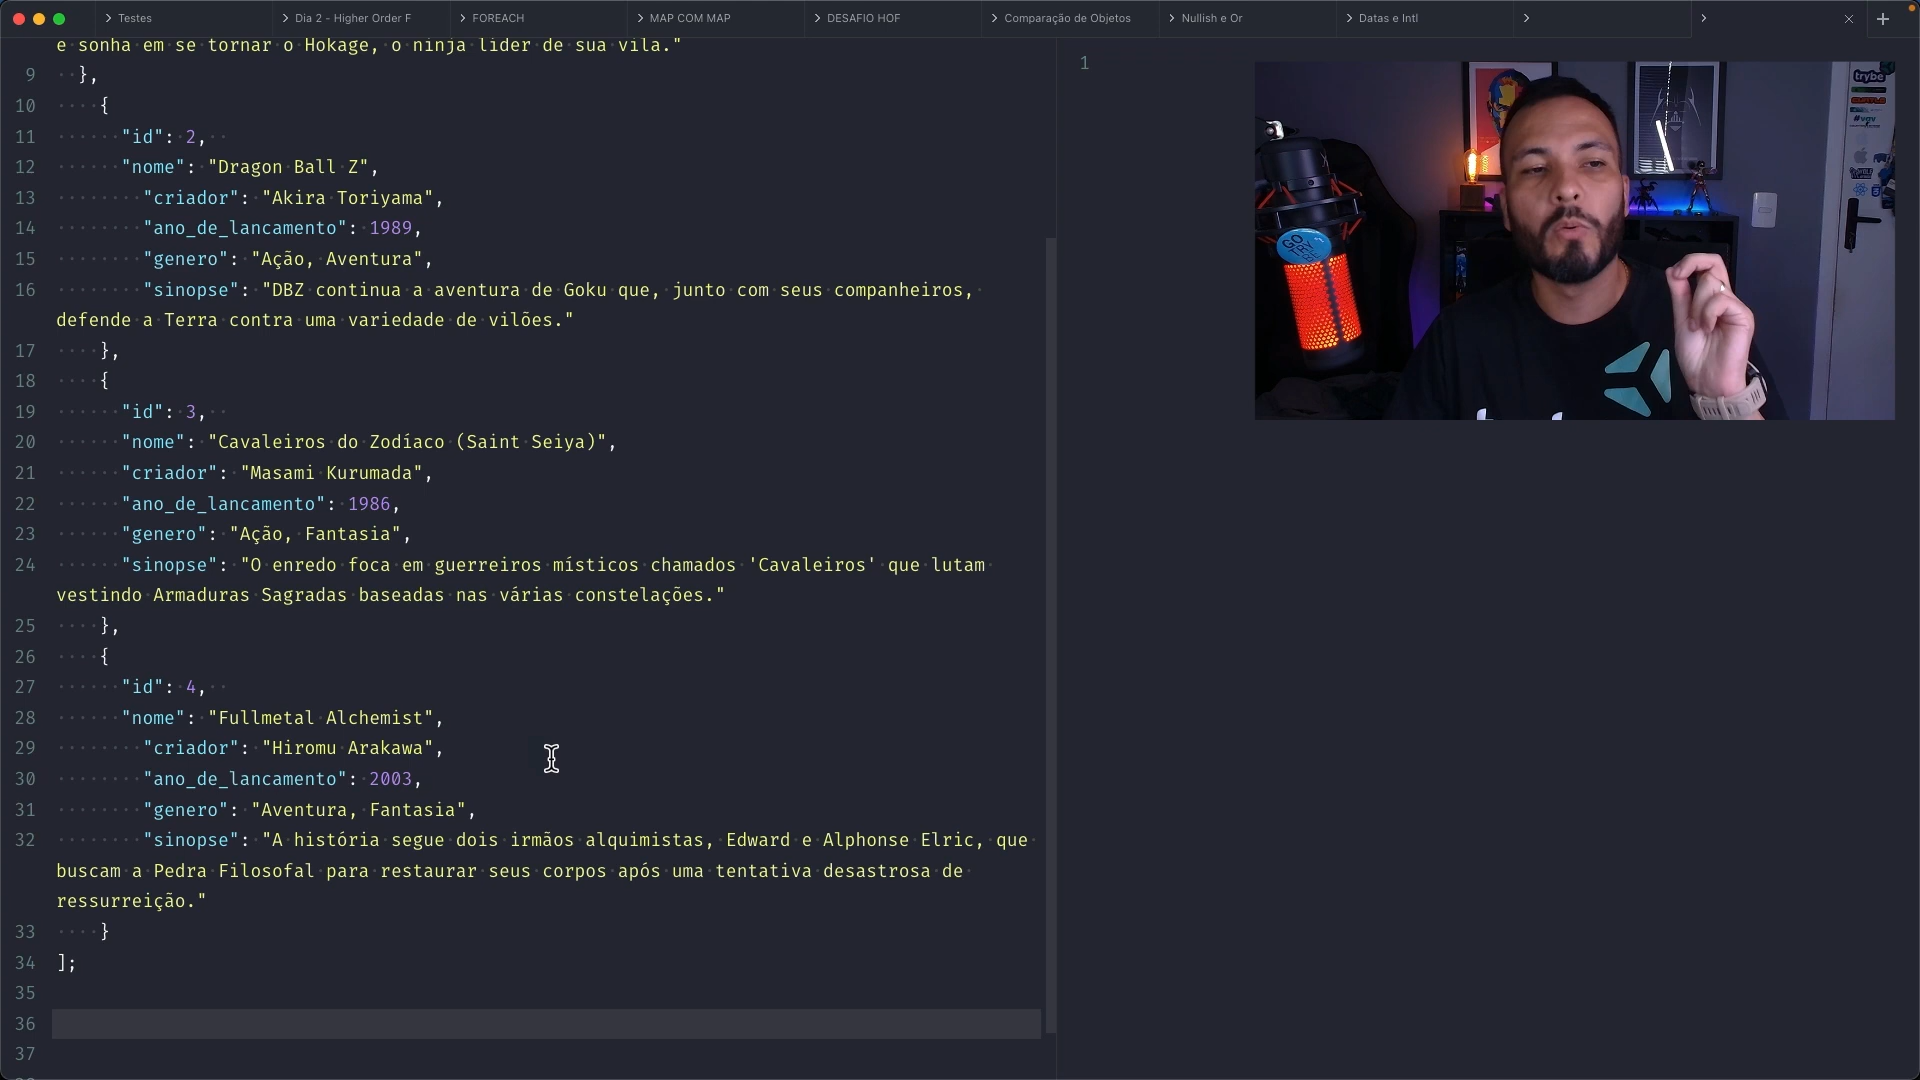 Testes
Dia 2 - Higher Order F
FOREACH
MAP COM MAP
DESAFIO HOF
Comparação de Objetos
Nullish e Or
Datas e Intl
e sonha em se tornar o Hokage, o ninja líder de sua vila."
9 },
10 {
11 "id": 2,
12 "nome": "Dragon Ball Z",
13 "criador": "Akira Toriyama",
14 "ano_de_lancamento": 1989,
15 "genero": "Ação, Aventura",
16 "sinopse": "DBZ continua a aventura de Goku que, junto com seus companheiros,
defende a Terra contra uma variedade de vilões."
17 },
18 {
19 "id": 3,
20 "nome": "Cavaleiros do Zodíaco (Saint Seiya)",
21 "criador": "Masami Kurumada",
22 "ano_de_lancamento": 1986,
23 "genero": "Ação, Fantasia",
24 "sinopse": "O enredo foca em guerreiros místicos chamados 'Cavaleiros' que lutam
vestindo Armaduras Sagradas baseadas nas várias constelações."
25 },
26 {
27 "id": 4,
28 "nome": "Fullmetal Alchemist",
29 "criador": "Hiromu Arakawa",
30 "ano_de_lancamento": 2003,
31 "genero": "Aventura, Fantasia",
32 "sinopse": "A história segue dois irmãos alquimistas, Edward e Alphonse Elric, que
buscam a Pedra Filosofal para restaurar seus corpos após uma tentativa desastrosa de
ressurreição."
33 }
34 ];
35
36
37
1
trybe
#vqv